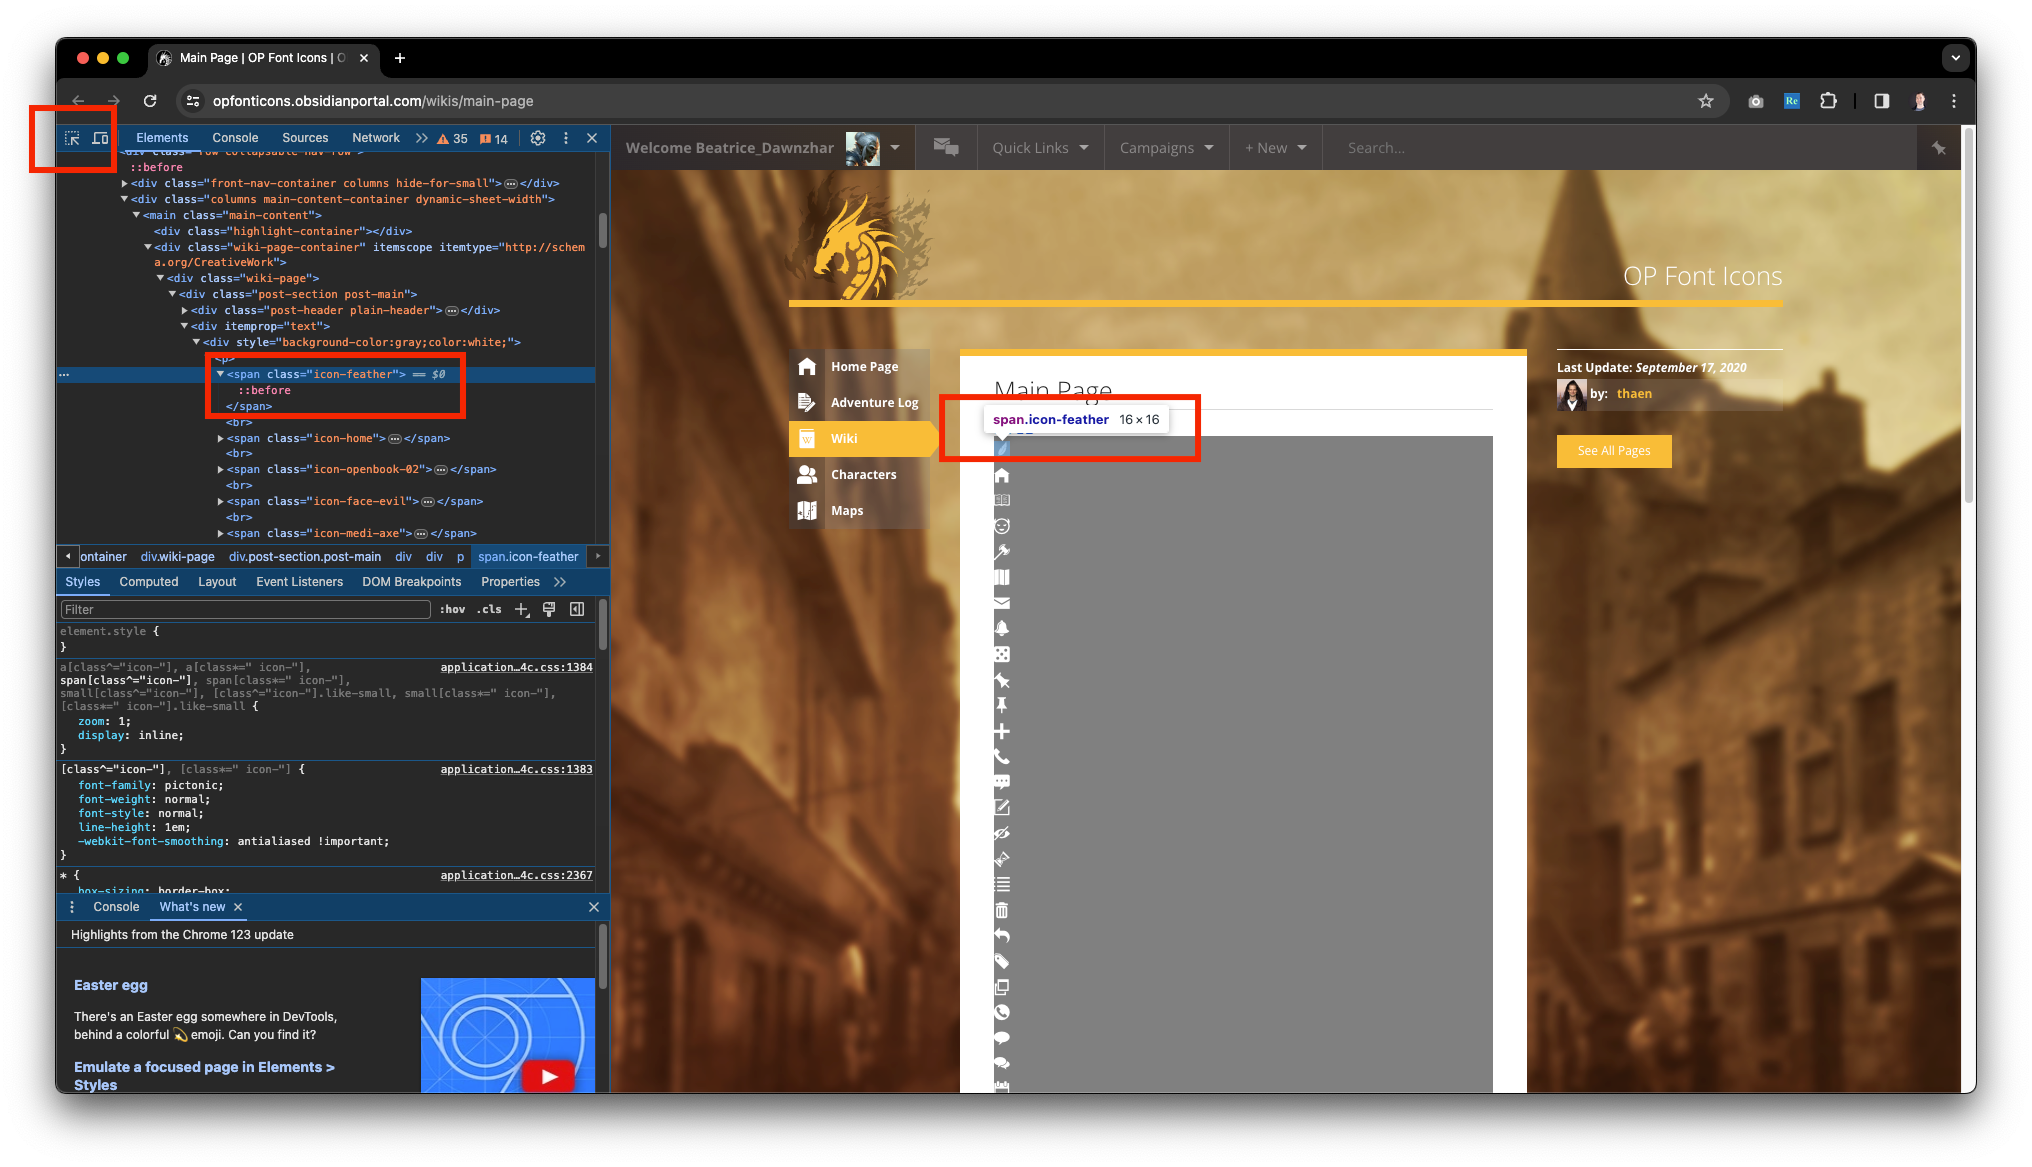 Main Page | OP Font Icons | O
opfonticons.obsidianportal.com/wikis/main-page
Re
Elements Console Sources Network 35 14
<div class="row collapsable-nav-row">
::before
<div class="front-nav-container columns hide-for-small"> </div>
<div class="columns main-content-container dynamic-sheet-width">
<main class="main-content">
<div class="highlight-container"></div>
<div class="wiki-page-container" itemscope itemtype="http://schem
a.org/CreativeWork">
<div class="wiki-page">
<div class="post-section post-main">
<div class="post-header plain-header"> </div>
<div itemprop="text">
<div style="background-color:gray;color:white;">
<p>
<span class="icon-feather"> == $0
::before
</span>
<br>
<span class="icon-home"> </span>
<br>
<span class="icon-openbook-02"> </span>
<br>
<span class="icon-face-evil"> </span>
<br>
<span class="icon-medi-axe"> </span>
ontainer div.wiki-page div.post-section.post-main div div p span.icon-feather
Styles Computed Layout Event Listeners DOM Breakpoints Properties
Filter :hov .cls
element.style {
}
a[class^="icon-"], a[class*=" icon-"], application…4c.css:1384
span[class^="icon-"], span[class*=" icon-"],
small[class^="icon-"], [class^="icon-"].like-small, small[class*=" icon-"],
[class*=" icon-"].like-small {
zoom: 1;
display: inline;
}
[class^="icon-"], [class*=" icon-"] { application…4c.css:1383
font-family: pictonic;
font-weight: normal;
font-style: normal;
line-height: 1em;
-webkit-font-smoothing: antialiased !important;
}
* { application…4c.css:2367
box-sizing: border-box;
Console What's new
Highlights from the Chrome 123 update
Easter egg
There's an Easter egg somewhere in DevTools,
behind a colorful 💫 emoji. Can you find it?
Emulate a focused page in Elements >
Styles
Welcome Beatrice_Dawnzhar Quick Links Campaigns + New Search...
OP Font Icons
Home Page
Adventure Log
Wiki
Characters
Maps
Main Page
span.icon-feather 16 × 16
Last Update: September 17, 2020
by: thaen
See All Pages